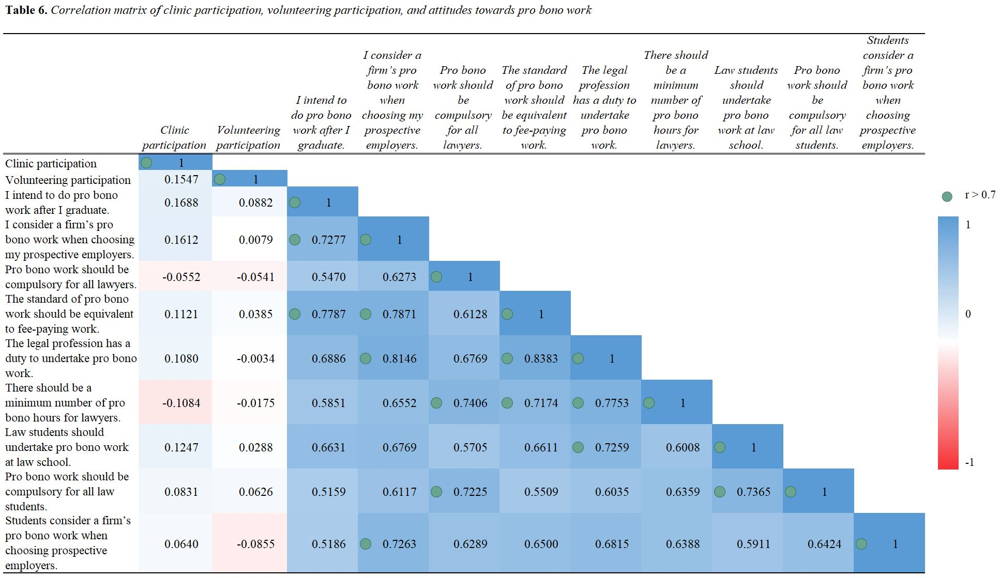 Table 6. Correlation matrix of clinic participation, volunteering participation, and attitudes towards pro bono work
Clinic
participation
Volunteering
participation
I intend to
do pro bono
work after I
graduate.
I consider a
firm’s pro
bono work
when
choosing my
prospective
employers.
Pro bono
work should
be
compulsory
for all
lawyers.
The standard
of pro bono
work should
be equivalent
to fee-paying
work.
The legal
profession
has a duty to
undertake
pro bono
work.
There should
be a
minimum
number of
pro bono
hours for
lawyers.
Law students
should
undertake
pro bono
work at law
school.
Pro bono
work should
be
compulsory
for all law
students.
Students
consider a
firm’s pro
bono work
when
choosing
prospective
employers.
Clinic participation
1
Volunteering participation
0.1547 1
I intend to do pro bono
work after I graduate.
0.1688 0.0882 1
I consider a firm’s pro
bono work when choosing
my prospective employers.
0.1612 0.0079 0.7277 1
Pro bono work should be
compulsory for all lawyers.
-0.0552 -0.0541 0.5470 0.6273 1
The standard of pro bono
work should be equivalent
to fee-paying work.
0.1121 0.0385 0.7787 0.7871 0.6128 1
The legal profession has a
duty to undertake pro bono
work.
0.1080 -0.0034 0.6886 0.8146 0.6769 0.8383 1
There should be a
minimum number of pro
bono hours for lawyers.
-0.1084 -0.0175 0.5851 0.6552 0.7406 0.7174 0.7753 1
Law students should
undertake pro bono work
at law school.
0.1247 0.0288 0.6631 0.6769 0.5705 0.6611 0.7259 0.6008 1
Pro bono work should be
compulsory for all law
students.
0.0831 0.0626 0.5159 0.6117 0.7225 0.5509 0.6035 0.6359 0.7365 1
Students consider a firm’s
pro bono work when
choosing prospective
employers.
0.0640 -0.0855 0.5186 0.7263 0.6289 0.6500 0.6815 0.6388 0.5911 0.6424 1
r > 0.7
1
0
-1